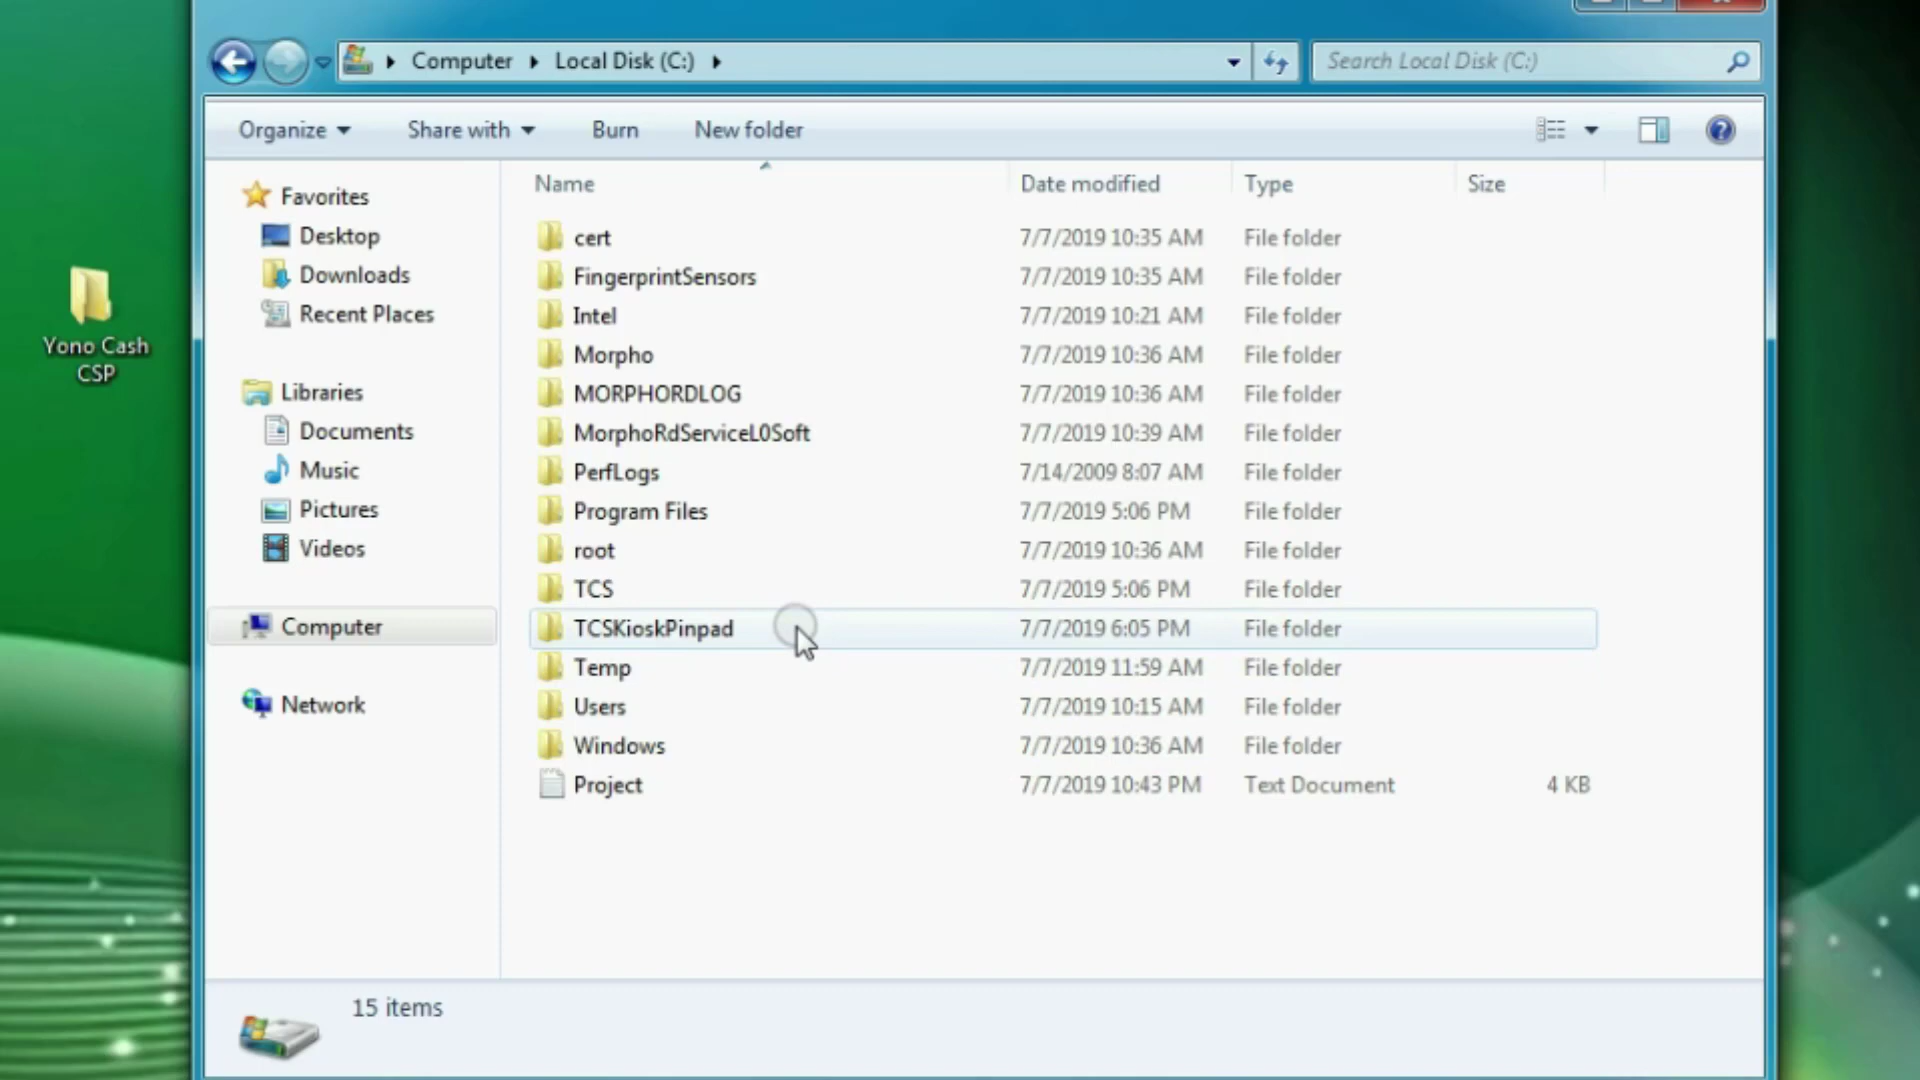 Computer Local Disk (C:)
Search Local Disk (C:)
Organize Share with Burn New folder
Name Date modified Type Size
Favorites
Desktop
Downloads
Recent Places
Libraries
Documents
Music
Pictures
Videos
Computer
Network
cert 7/7/2019 10:35 AM File folder
FingerprintSensors 7/7/2019 10:35 AM File folder
Intel 7/7/2019 10:21 AM File folder
Morpho 7/7/2019 10:36 AM File folder
MORPHORDLOG 7/7/2019 10:36 AM File folder
MorphoRdServiceL0Soft 7/7/2019 10:39 AM File folder
PerfLogs 7/14/2009 8:07 AM File folder
Program Files 7/7/2019 5:06 PM File folder
root 7/7/2019 10:36 AM File folder
TCS 7/7/2019 5:06 PM File folder
TCSKioskPinpad 7/7/2019 6:05 PM File folder
Temp 7/7/2019 11:59 AM File folder
Users 7/7/2019 10:15 AM File folder
Windows 7/7/2019 10:36 AM File folder
Project 7/7/2019 10:43 PM Text Document 4 KB
15 items
Yono Cash
CSP